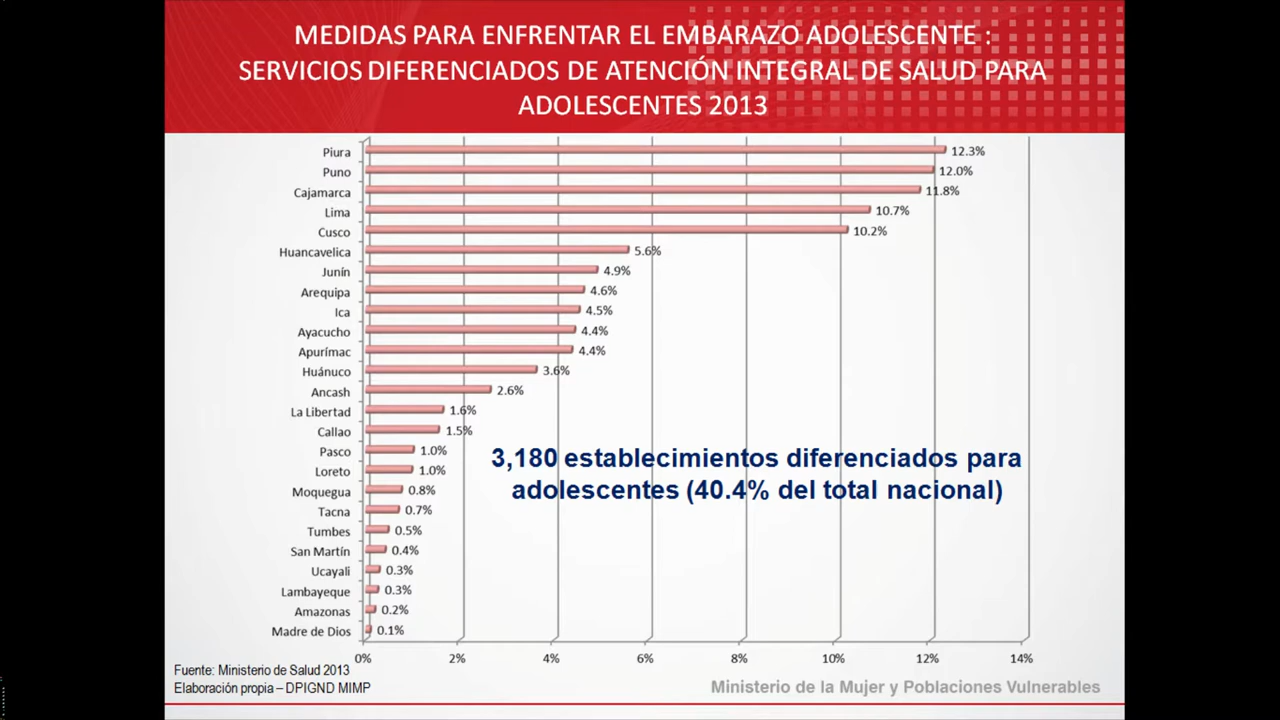 MEDIDAS PARA ENFRENTAR EL EMBARAZO ADOLESCENTE :
SERVICIOS DIFERENCIADOS DE ATENCIÓN INTEGRAL DE SALUD PARA
ADOLESCENTES 2013
Piura 12.3%
Puno 12.0%
Cajamarca 11.8%
Lima 10.7%
Cusco 10.2%
Huancavelica 5.6%
Junín 4.9%
Arequipa 4.6%
Ica 4.5%
Ayacucho 4.4%
Apurímac 4.4%
Huánuco 3.6%
Ancash 2.6%
La Libertad 1.6%
Callao 1.5%
Pasco 1.0%
Loreto 1.0%
Moquegua 0.8%
Tacna 0.7%
Tumbes 0.5%
San Martín 0.4%
Ucayali 0.3%
Lambayeque 0.3%
Amazonas 0.2%
Madre de Dios 0.1%
3,180 establecimientos diferenciados para
adolescentes (40.4% del total nacional)
0% 2% 4% 6% 8% 10% 12% 14%
Fuente: Ministerio de Salud 2013
Elaboración propia – DPIGND MIMP
Ministerio de la Mujer y Poblaciones Vulnerables